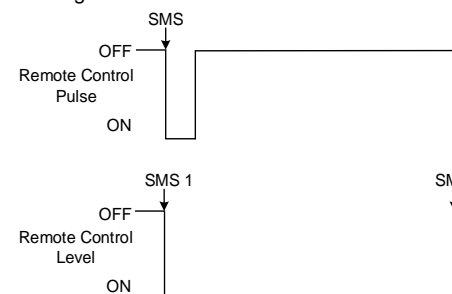 SMS
OFF
Remote Control
Pulse
ON
SMS 1
OFF
Remote Control
Level
ON